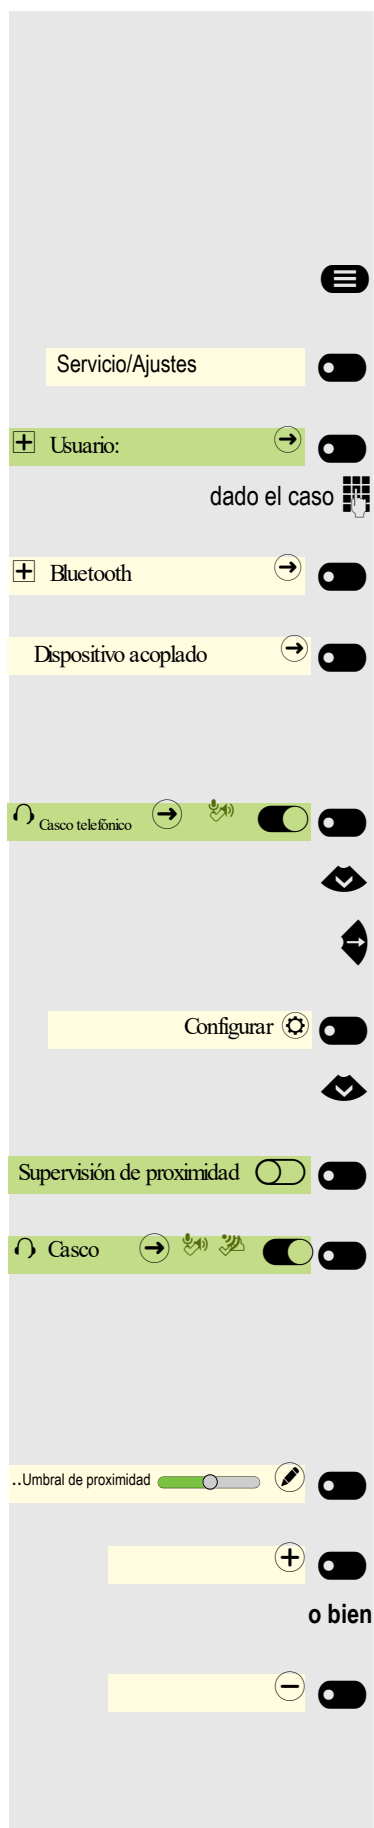 Servicio/Ajustes
Usuario:
dado el caso
Bluetooth
Dispositivo acoplado
Casco telefónico
Configurar
Supervisión de proximidad
Casco
..Umbral de proximidad
o bien